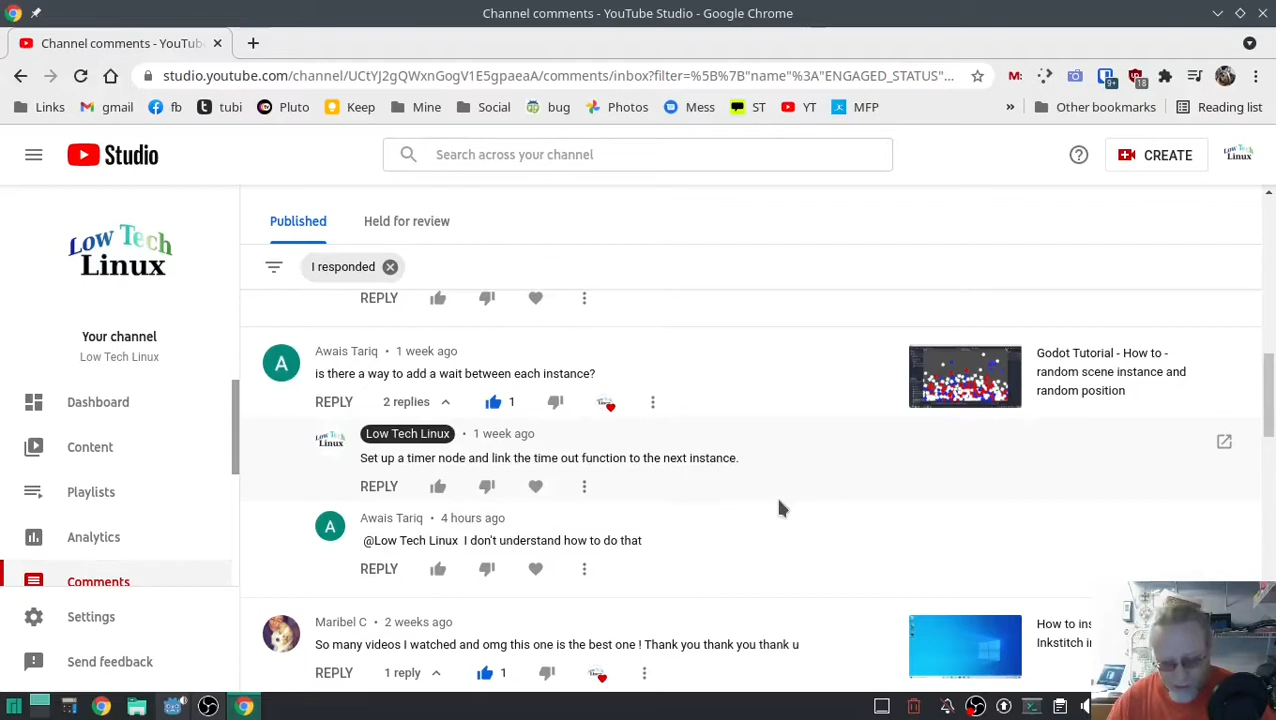 Channel comments - YouTube Studio - Google Chrome
Channel comments - YouTub
studio.youtube.com/channel/UCtYJ2gQWxnGogV1E5gpaeaA/comments/inbox?filter=%5B%7B"name"%3A"ENGAGED_STATUS"...
9+
18
Links gmail fb tubi Pluto Keep Mine Social bug Photos Mess ST YT MFP » Other bookmarks Reading list
Studio
Search across your channel
CREATE
Low Tech
Linux
Your channel
Low Tech Linux
Dashboard
Content
Playlists
Analytics
Comments
Settings
Send feedback
Published Held for review
I responded
REPLY
Awais Tariq • 1 week ago
is there a way to add a wait between each instance?
REPLY 2 replies 1
Godot Tutorial - How to -
random scene instance and
random position
Low Tech Linux • 1 week ago
Set up a timer node and link the time out function to the next instance.
REPLY
Awais Tariq • 4 hours ago
@Low Tech Linux I don't understand how to do that
REPLY
Maribel C • 2 weeks ago
So many videos I watched and omg this one is the best one ! Thank you thank you thank u
REPLY 1 reply 1
How to ins
Inkstitch i